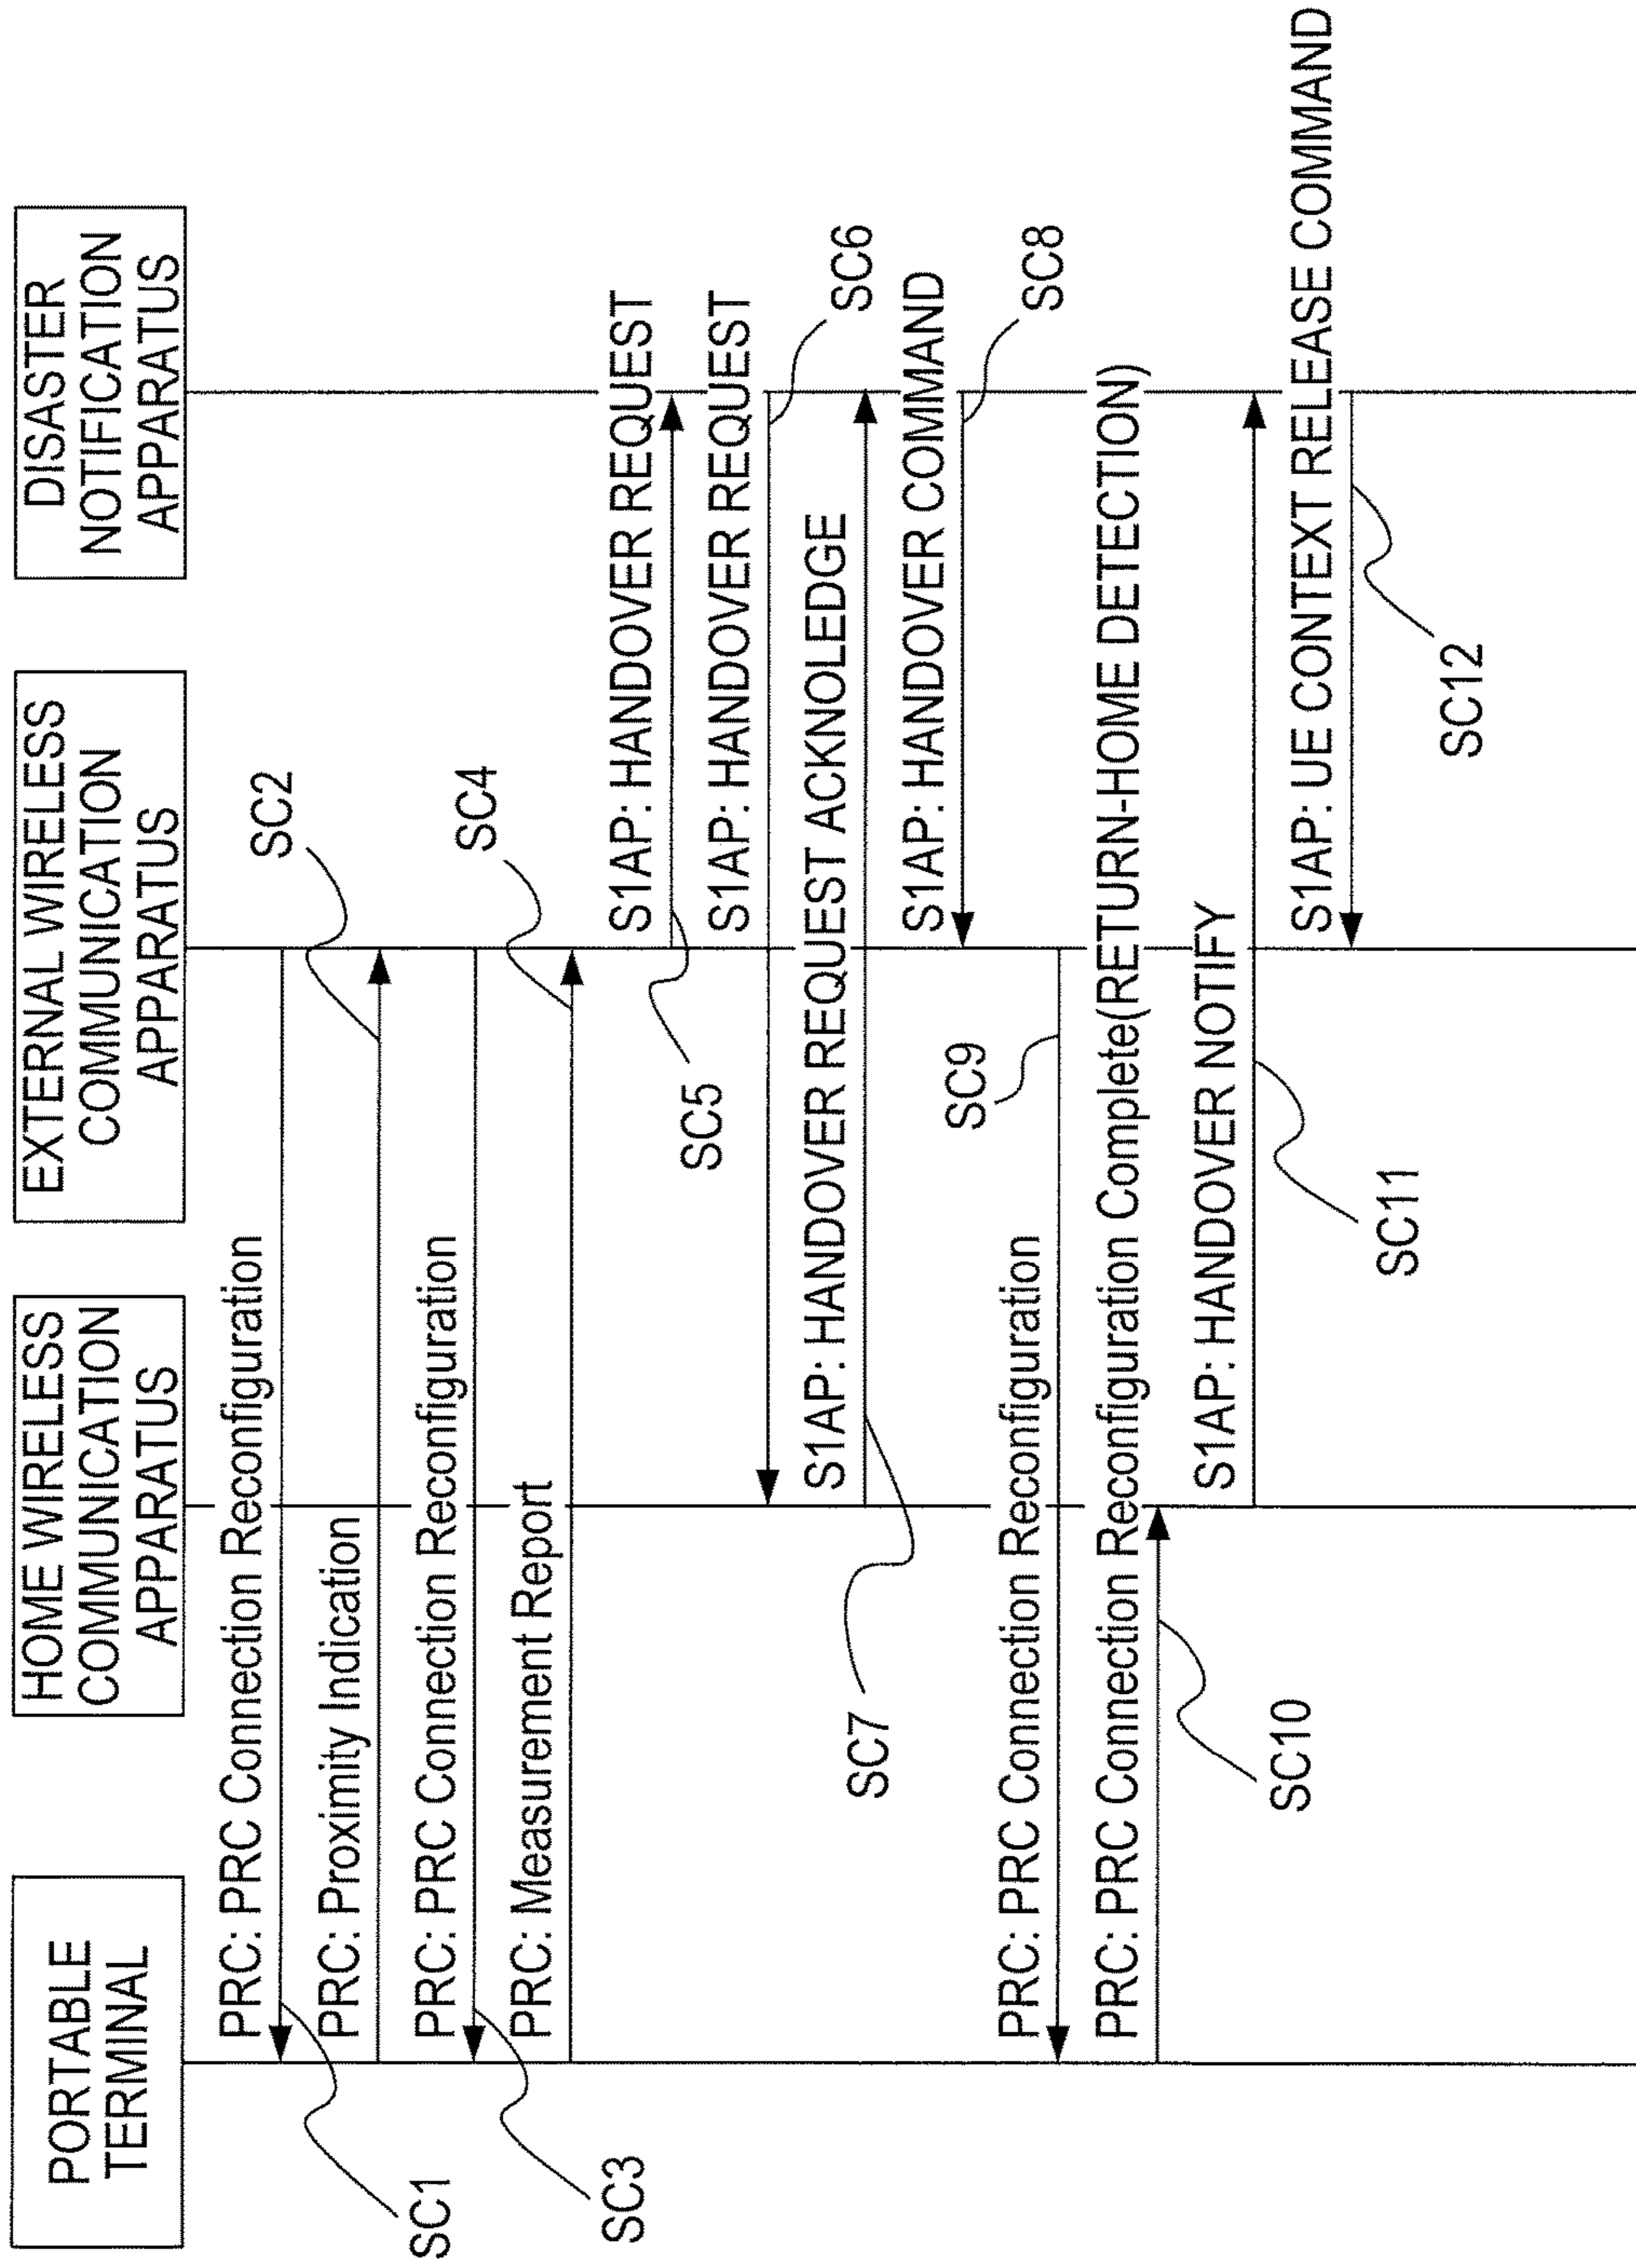 PORTABLE
TERMINAL
HOME WIRELESS
COMMUNICATION
APPARATUS
EXTERNAL WIRELESS
COMMUNICATION
APPARATUS
DISASTER
NOTIFICATION
APPARATUS
PRC: PRC Connection Reconfiguration
SC1
PRC: Proximity Indication
SC2
PRC: PRC Connection Reconfiguration
SC3
PRC: Measurement Report
SC4
S1AP: HANDOVER REQUEST
SC5
S1AP: HANDOVER REQUEST
SC6
S1AP: HANDOVER REQUEST ACKNOLEDGE
SC7
S1AP: HANDOVER COMMAND
SC8
PRC: PRC Connection Reconfiguration
SC9
PRC: PRC Connection Reconfiguration Complete(RETURN-HOME DETECTION)
SC10
S1AP: HANDOVER NOTIFY
SC11
S1AP: UE CONTEXT RELEASE COMMAND
SC12